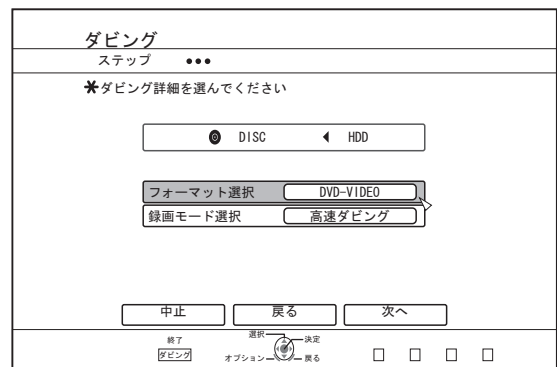 ダビング
ステップ
ダビング詳細を選んでください
DISC HDD
フォーマット選択 DVD-VIDEO
録画モード選択 高速ダビング
中止 戻る 次へ
終了 選択 決定
ダビング オプション 戻る